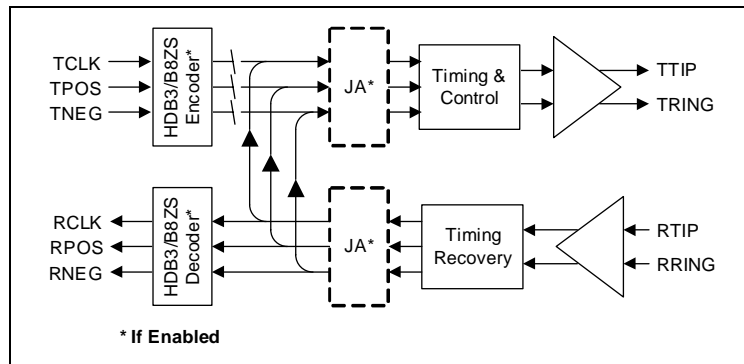 TCLK
TPOS
TNEG
HDB3/B8ZS
Encoder*
JA*
Timing &
Control
TTIP
TRING
RCLK
RPOS
RNEG
HDB3/B8ZS
Decoder*
JA*
Timing
Recovery
RTIP
RRING
* If Enabled